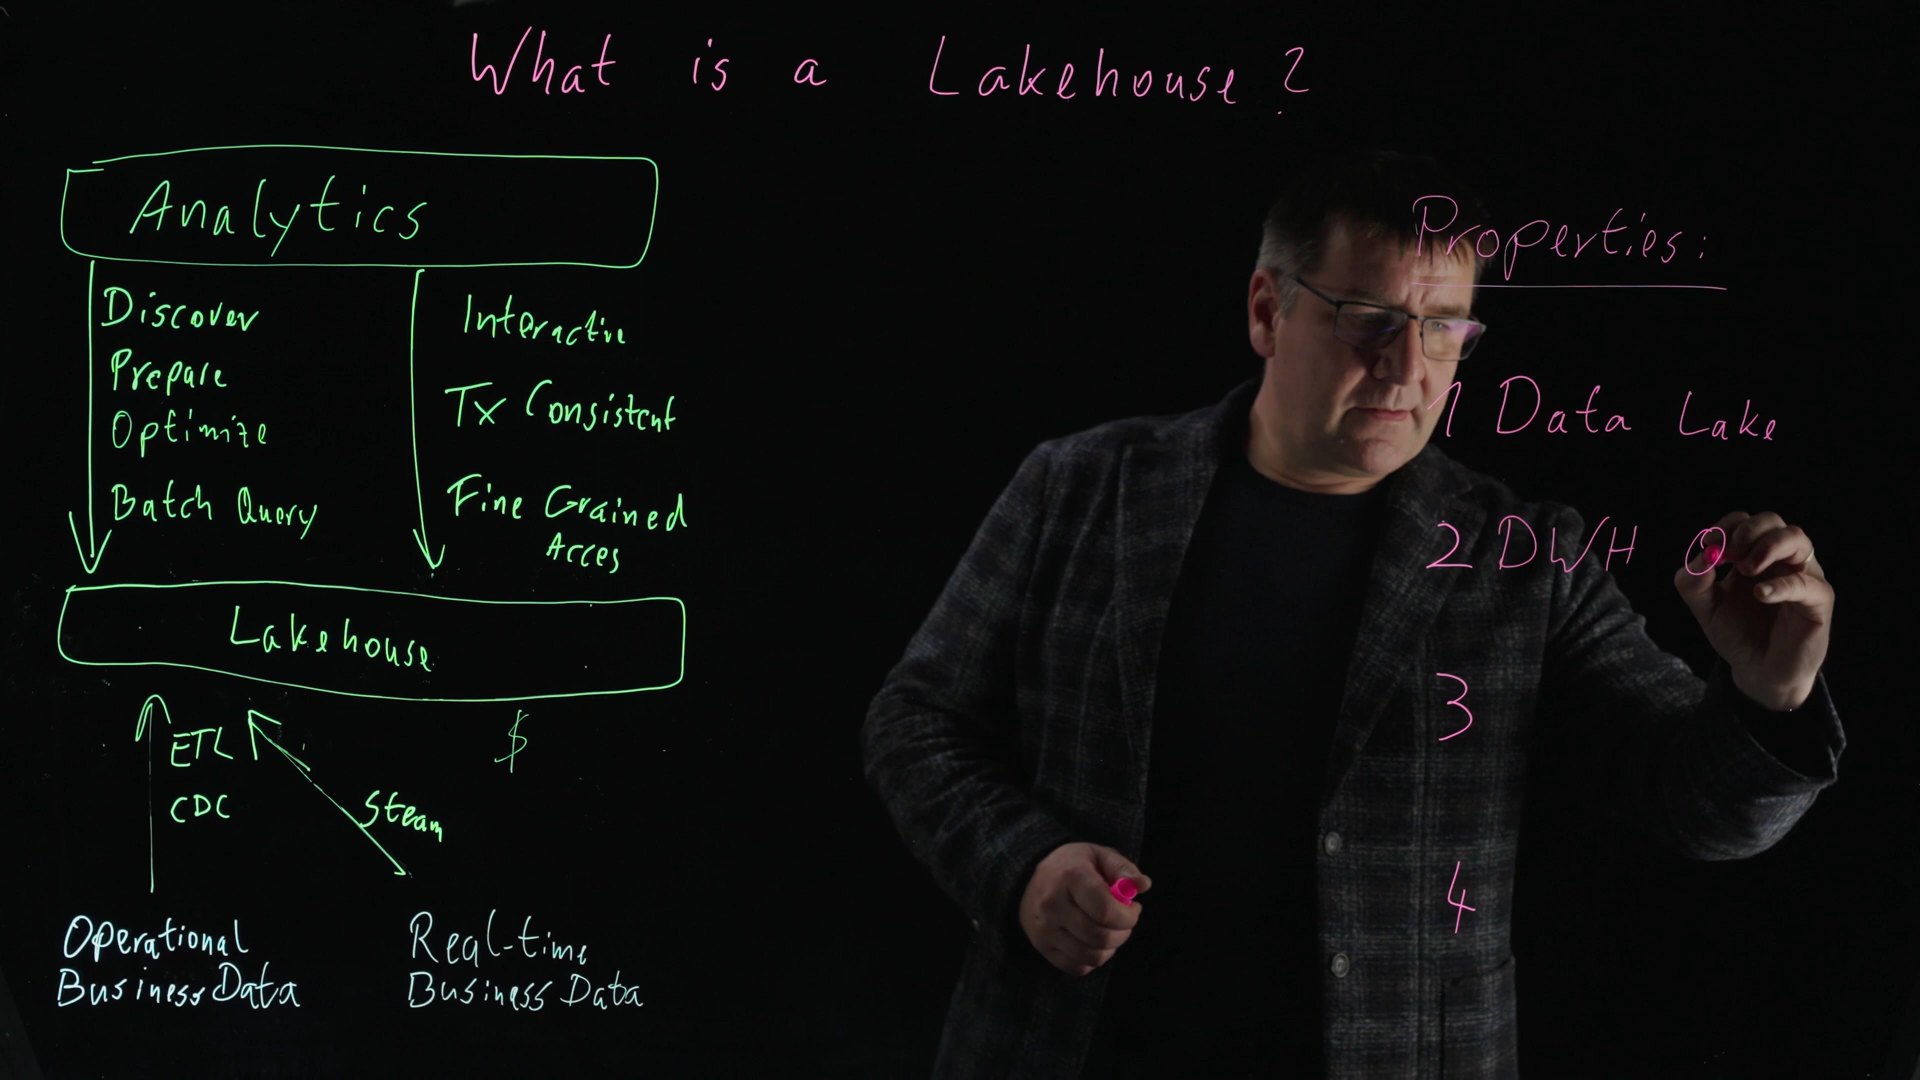 What is a Lakehouse?
Analytics
Discover
Prepare
Optimize
Batch Query
Interactive
Tx Consistent
Fine Grained
Acces
Lakehouse
ETL
CDC
Steam
$
Operational
Business Data
Real-time
Business Data
Properties:
1 Data Lake
2 DWH O
3
4